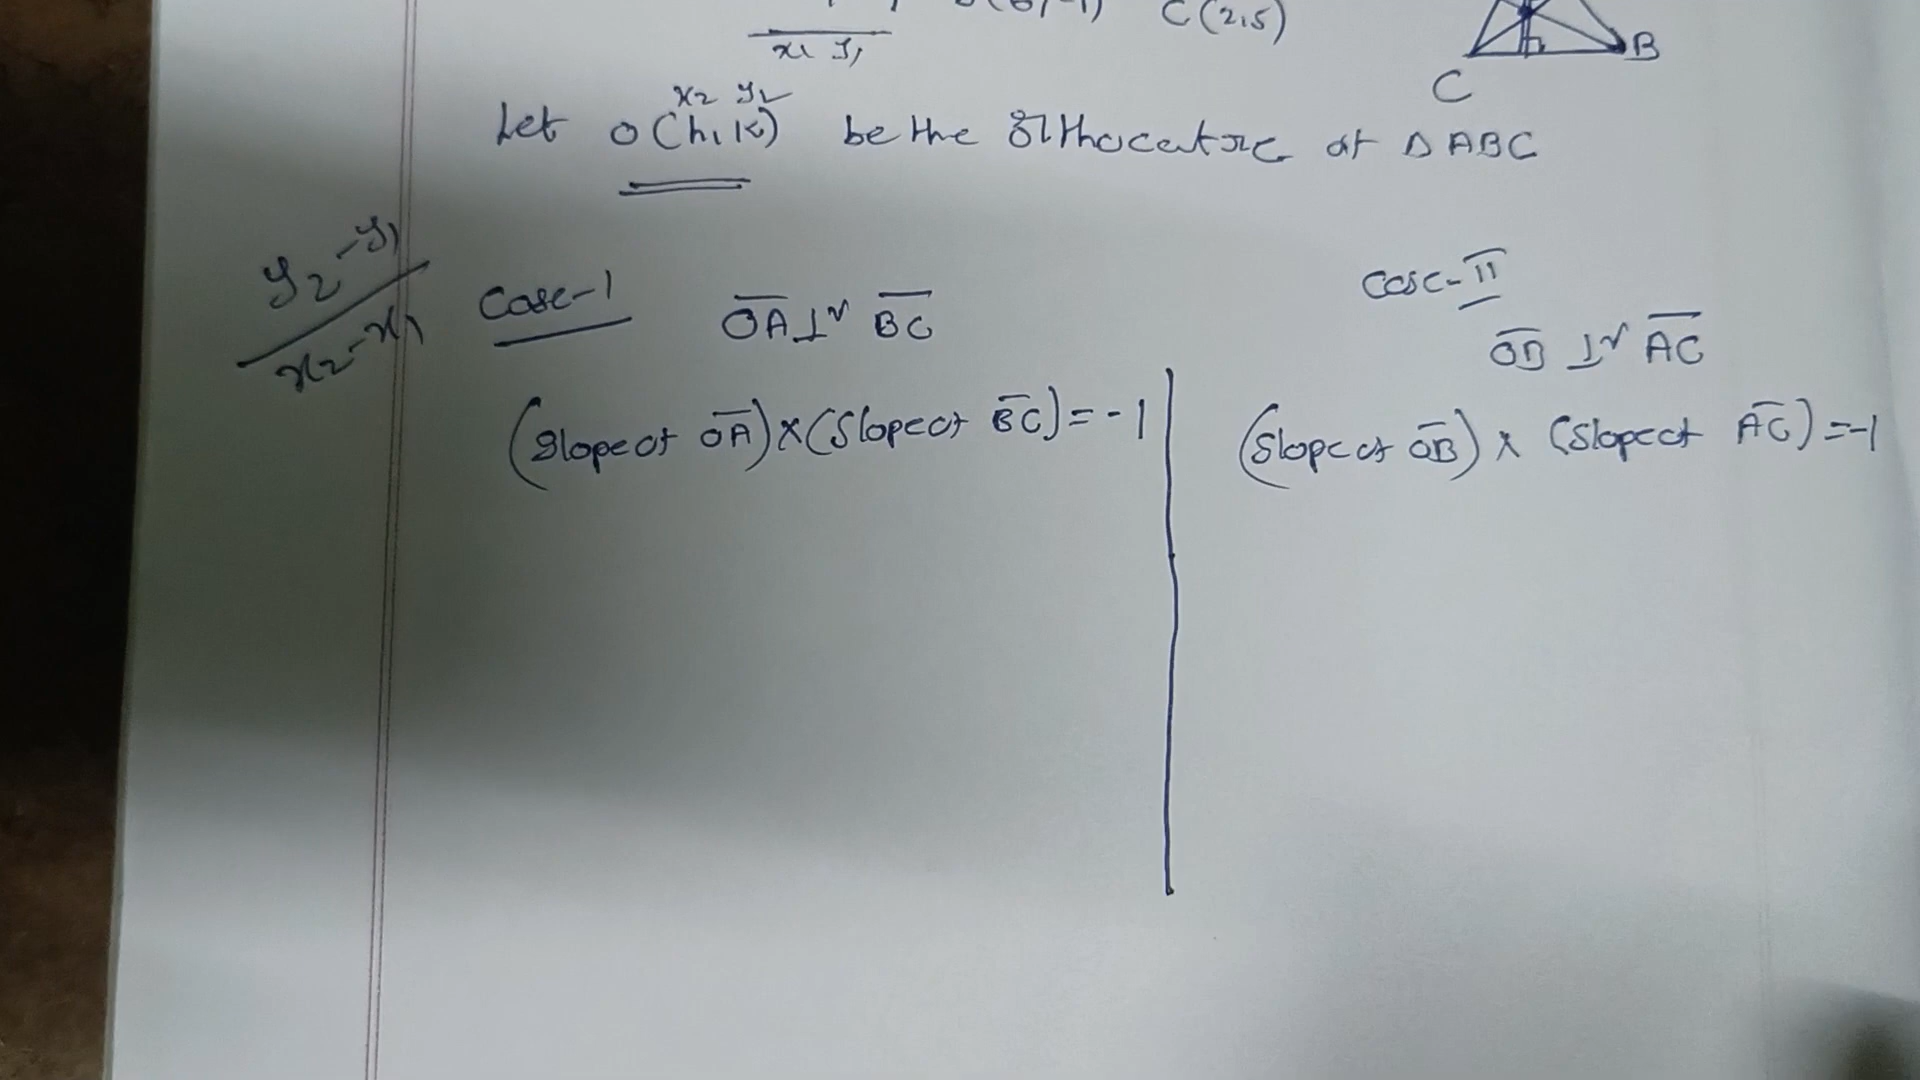 C(2,5)
x₁ y₁
B
C
x₂ y₂
Let O(h,k) be the Orthocentre of Δ ABC
y₂-y₁
x₂-x₁
Case-1
Case-II
OA ⊥r BC
OB ⊥r AC
(Slope of OA)×(Slope of BC)=-1
(Slope of OB) × (Slope of AC)=-1